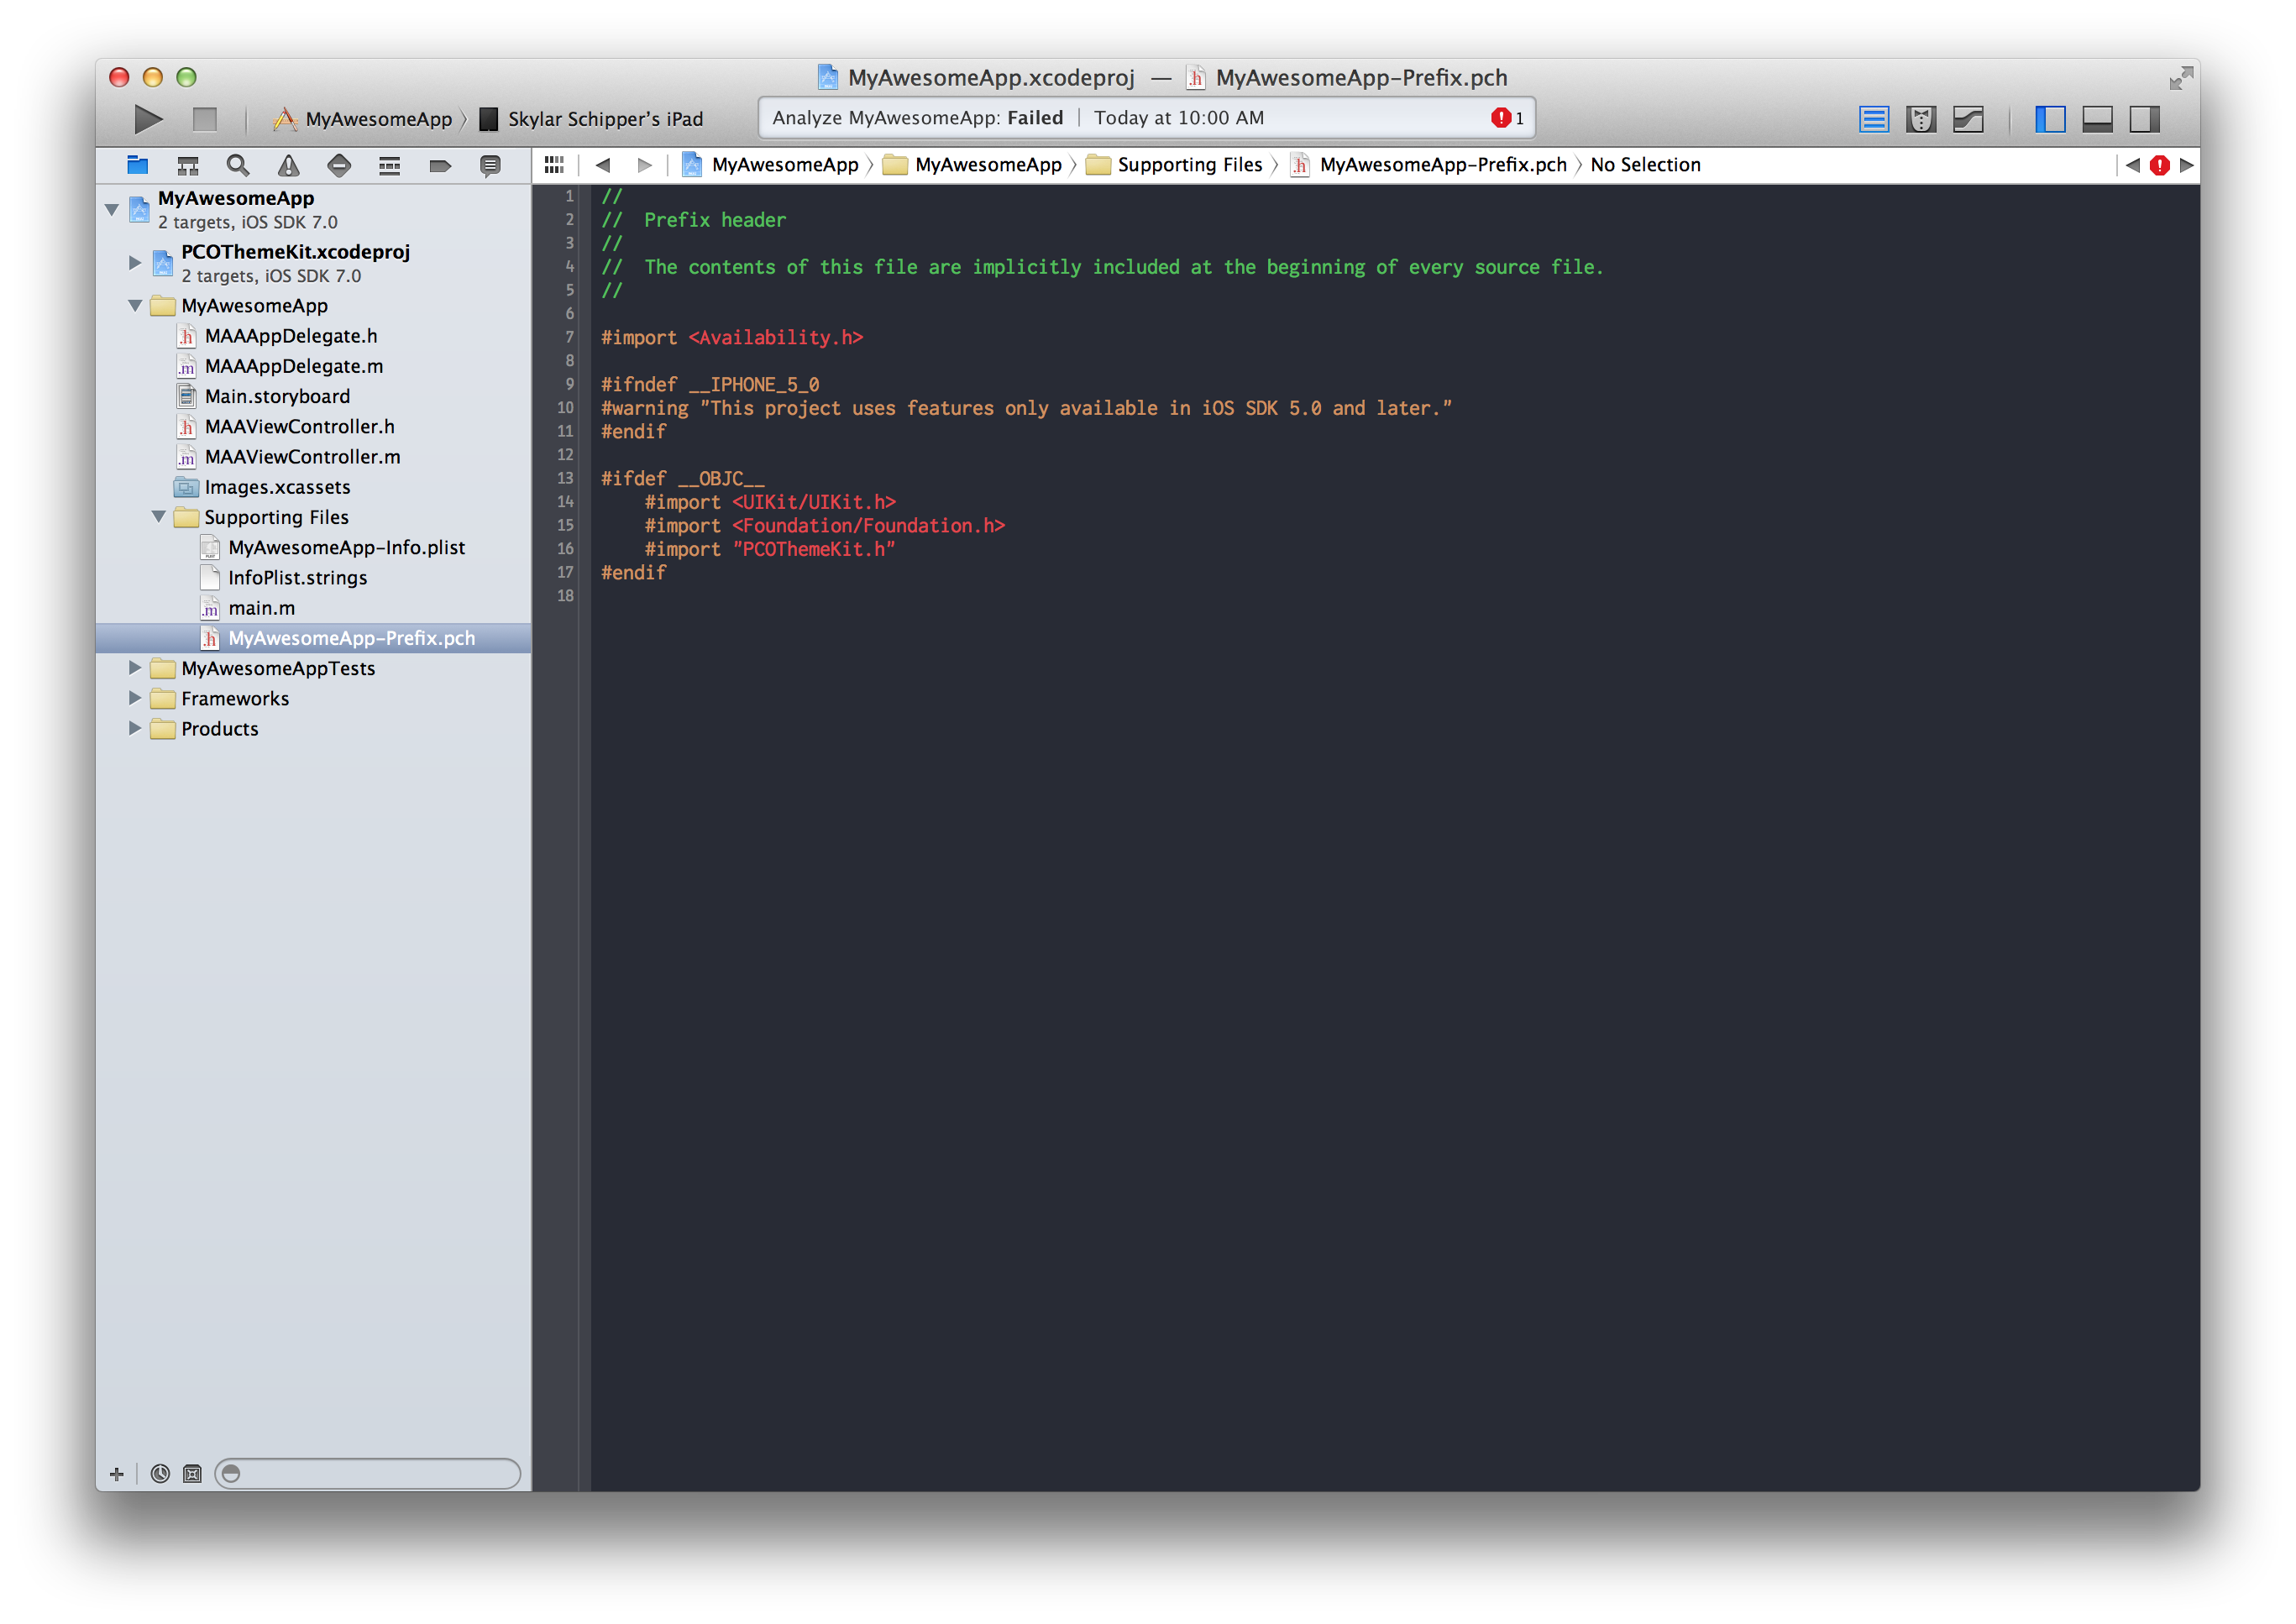 MyAwesomeApp.xcodeproj — MyAwesomeApp-Prefix.pch
MyAwesomeApp Skylar Schipper's iPad
Analyze MyAwesomeApp: Failed | Today at 10:00 AM 1
MyAwesomeApp MyAwesomeApp Supporting Files MyAwesomeApp-Prefix.pch No Selection
MyAwesomeApp
2 targets, iOS SDK 7.0
PCOThemeKit.xcodeproj
2 targets, iOS SDK 7.0
MyAwesomeApp
MAAAppDelegate.h
MAAAppDelegate.m
Main.storyboard
MAAViewController.h
MAAViewController.m
Images.xcassets
Supporting Files
MyAwesomeApp-Info.plist
InfoPlist.strings
main.m
MyAwesomeApp-Prefix.pch
MyAwesomeAppTests
Frameworks
Products
1 //
2 //  Prefix header
3 //
4 //  The contents of this file are implicitly included at the beginning of every source file.
5 //
6
7 #import <Availability.h>
8
9 #ifndef __IPHONE_5_0
10 #warning "This project uses features only available in iOS SDK 5.0 and later."
11 #endif
12
13 #ifdef __OBJC__
14     #import <UIKit/UIKit.h>
15     #import <Foundation/Foundation.h>
16     #import "PCOThemeKit.h"
17 #endif
18